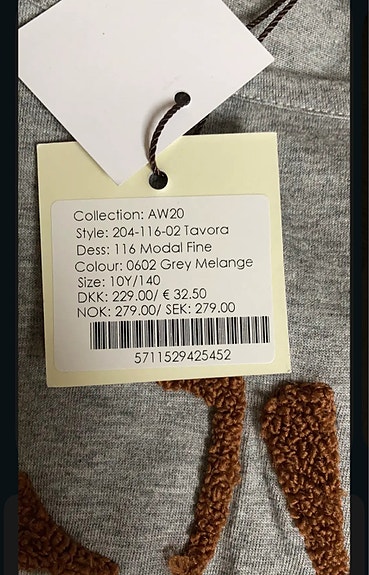 Collection: AW20
Style: 204-116-02 Tavora
Dess: 116 Modal Fine
Colour: 0602 Grey Melange
Size: 10Y/140
DKK: 229.00/ € 32.50
NOK: 279.00/ SEK: 279.00
5711529425452